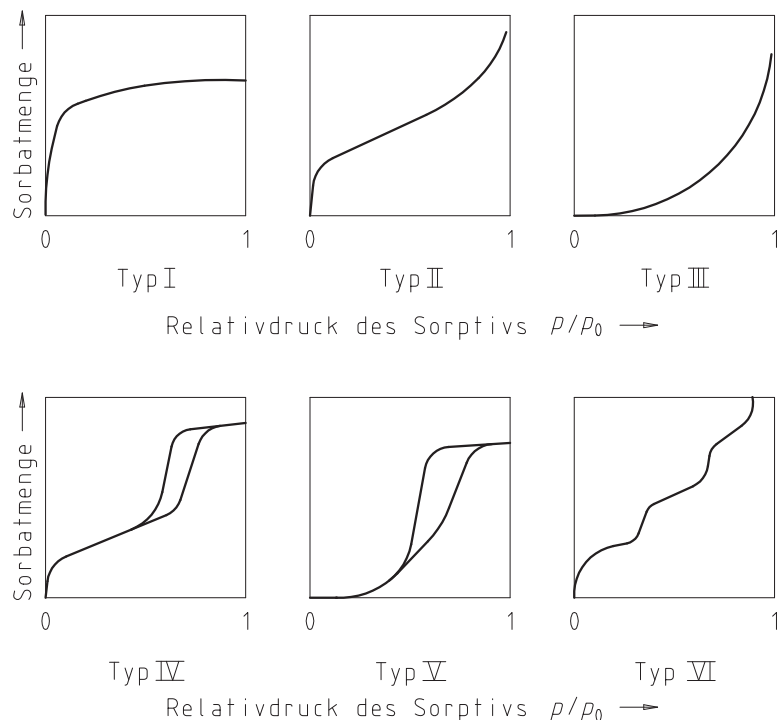 Sorbatmenge
0 1 0 1 0 1
Typ I Typ II Typ III
Relativdruck des Sorptivs p/p₀
Sorbatmenge
0 1 0 1 0 1
Typ IV Typ V Typ VI
Relativdruck des Sorptivs p/p₀